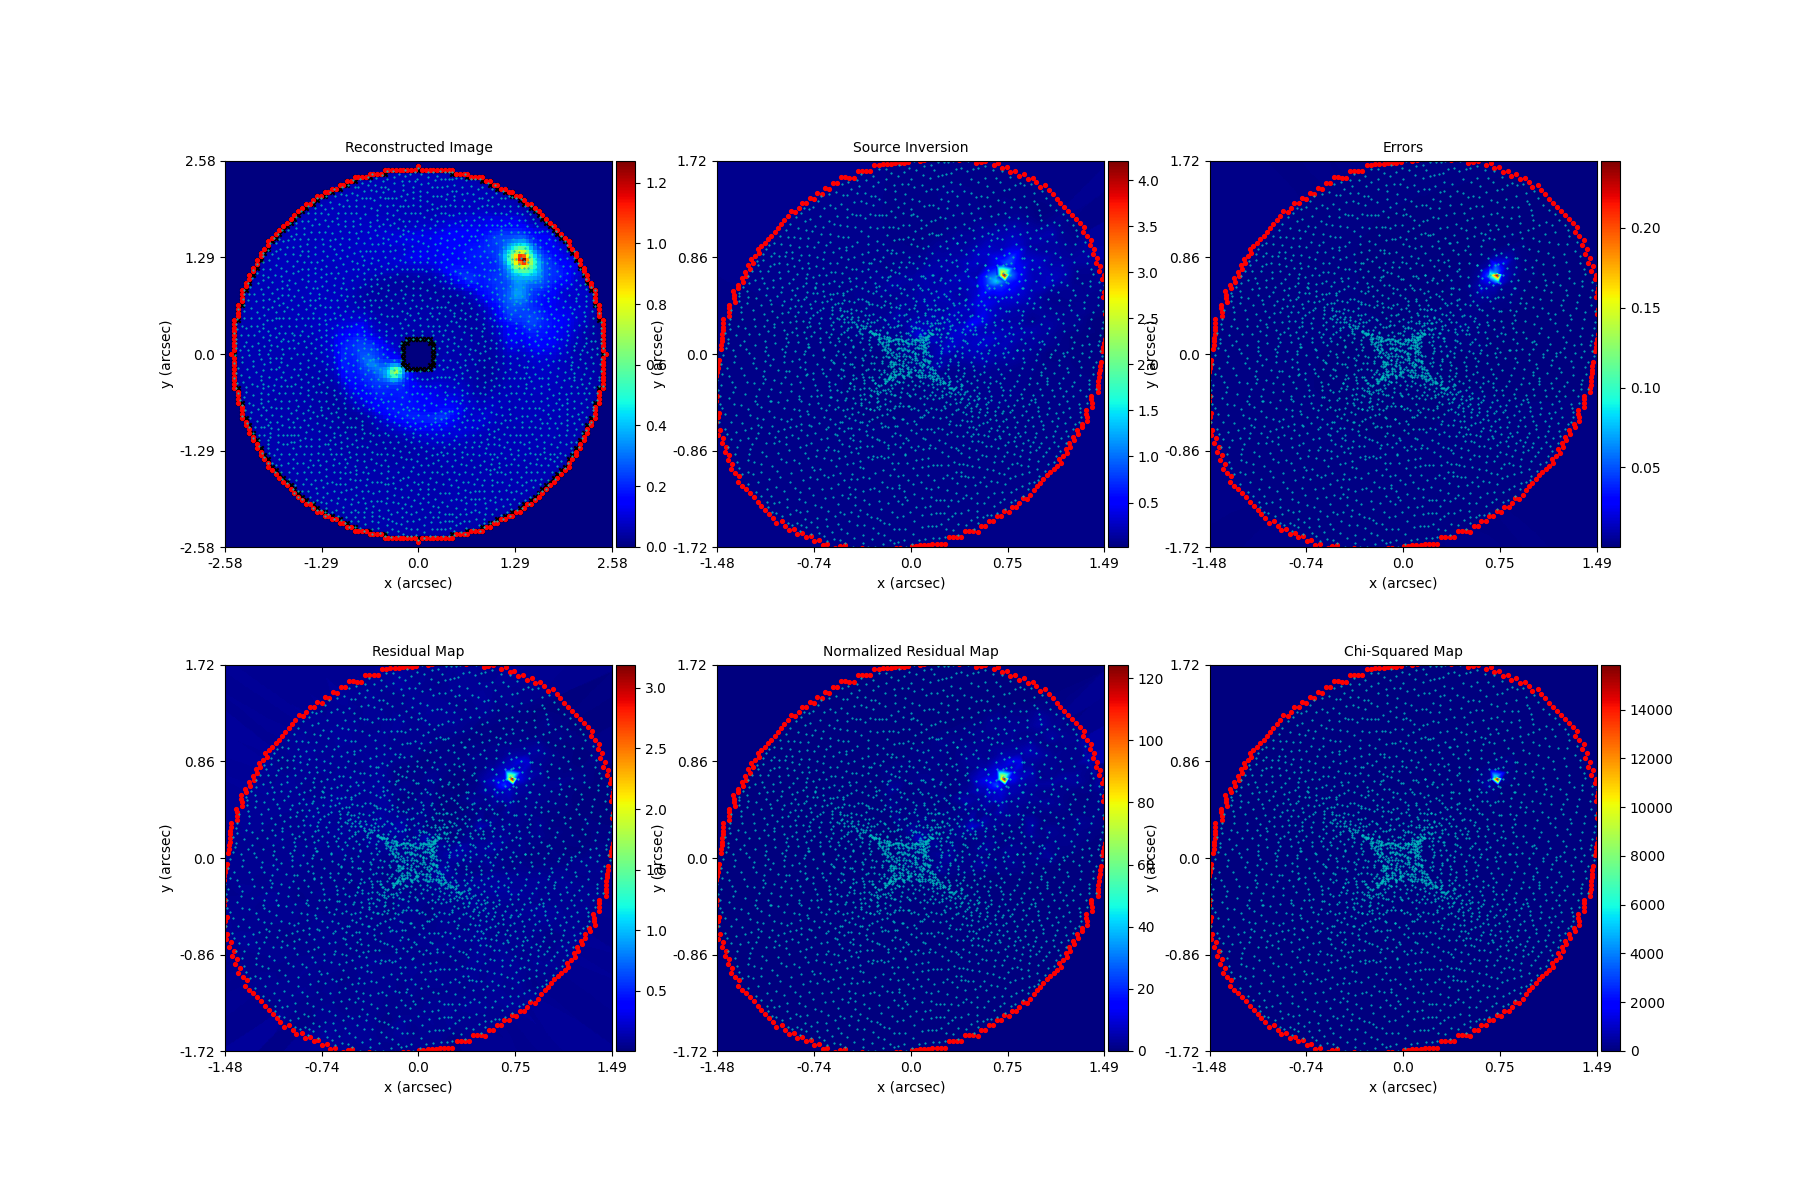 Reconstructed Image
Source Inversion
Errors
2.58
1.29
0.0
-1.29
-2.58
y (arcsec)
-2.58 -1.29 0.0 1.29 2.58
x (arcsec)
1.2
1.0
0.8
0.6
0.4
0.2
0.0
1.72
0.86
0.0
-0.86
-1.72
y (arcsec)
-1.48 -0.74 0.0 0.75 1.49
x (arcsec)
4.0
3.5
3.0
2.5
2.0
1.5
1.0
0.5
1.72
0.86
0.0
-0.86
-1.72
y (arcsec)
-1.48 -0.74 0.0 0.75 1.49
x (arcsec)
0.20
0.15
0.10
0.05
Residual Map
Normalized Residual Map
Chi-Squared Map
1.72
0.86
0.0
-0.86
-1.72
y (arcsec)
-1.48 -0.74 0.0 0.75 1.49
x (arcsec)
3.0
2.5
2.0
1.5
1.0
0.5
1.72
0.86
0.0
-0.86
-1.72
y (arcsec)
-1.48 -0.74 0.0 0.75 1.49
x (arcsec)
120
100
80
60
40
20
0
1.72
0.86
0.0
-0.86
-1.72
y (arcsec)
-1.48 -0.74 0.0 0.75 1.49
x (arcsec)
14000
12000
10000
8000
6000
4000
2000
0